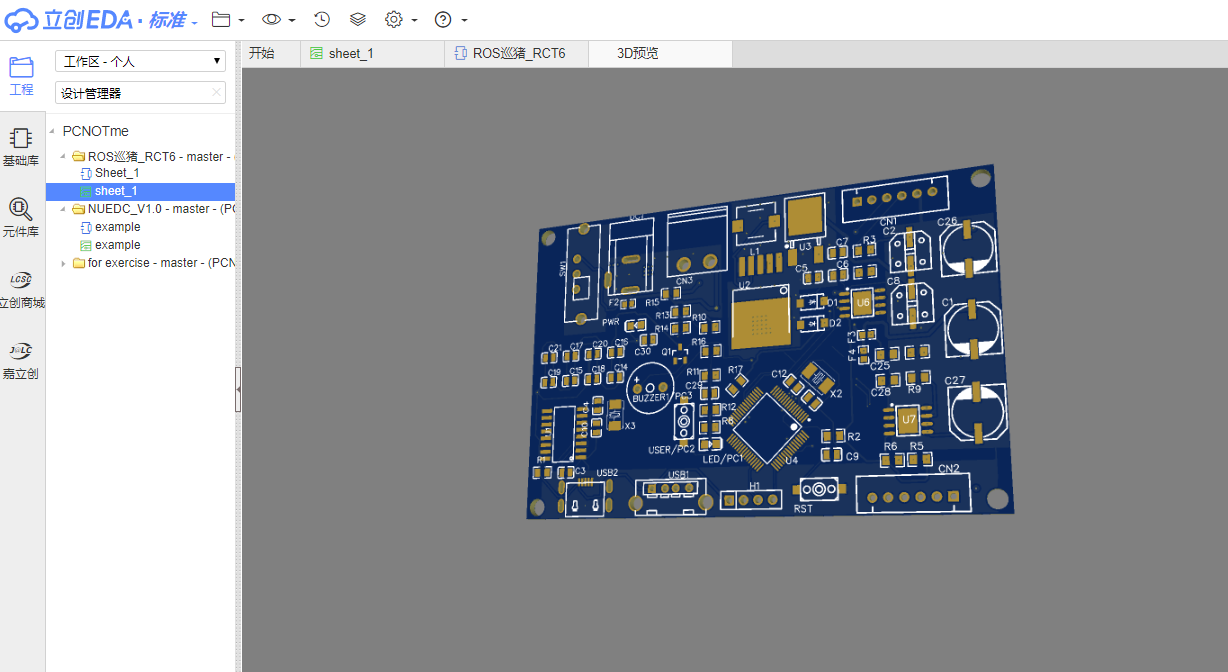 立创EDA·标准
开始
sheet_1
ROS巡猪_RCT6
3D预览
工程
基础库
元件库
LCSC
立创商城
JLC
嘉立创
工作区 - 个人
设计管理器
PCNOTme
ROS巡猪_RCT6 - master - (
Sheet_1
sheet_1
NUEDC_V1.0 - master - (PC
example
example
for exercise - master - (PCN
DC1
SW1
F2
PWR
CN3
R15
R13
R14
R10
R16
L1
U3
U2
C5
C7
R3
C6
CN1
C2
C26
C8
C1
D1
D2
U6
F3
F4
C25
C28
R9
C27
U7
R6
R5
CN2
C21
C17
C20
C16
C30
Q1
C19
C15
C18
C14
R11
C29
R17
C12
X2
BUZZER1
PC3
R12
R8
X3
USER/PC2
LED/PC1
U4
R2
C9
R1
C3
USB2
USB1
H1
RST